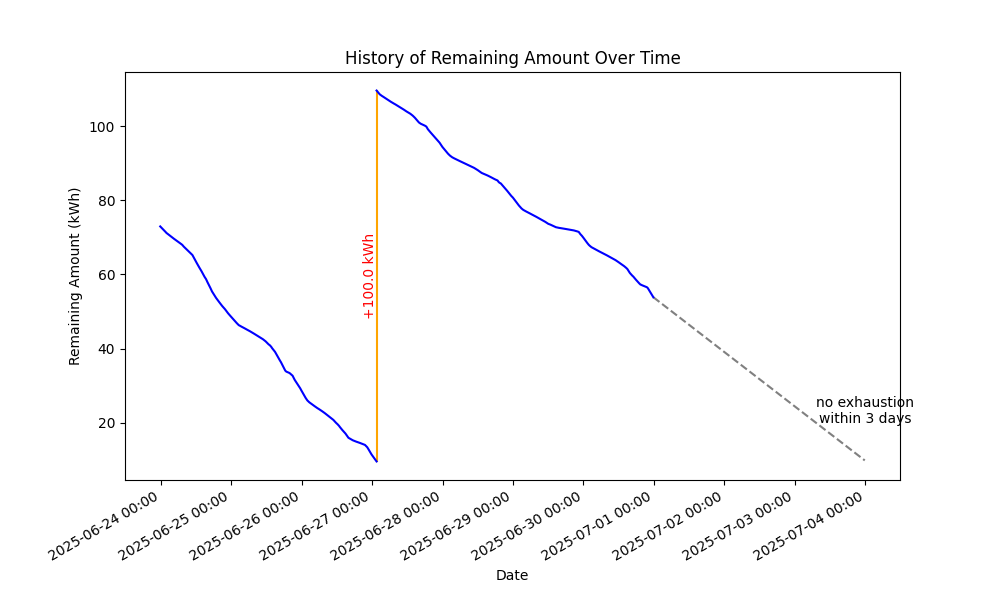 History of Remaining Amount Over Time
Remaining Amount (kWh)
100
80
60
40
20
+100.0 kWh
no exhaustion
within 3 days
2025-06-24 00:00
2025-06-25 00:00
2025-06-26 00:00
2025-06-27 00:00
2025-06-28 00:00
2025-06-29 00:00
2025-06-30 00:00
2025-07-01 00:00
2025-07-02 00:00
2025-07-03 00:00
2025-07-04 00:00
Date